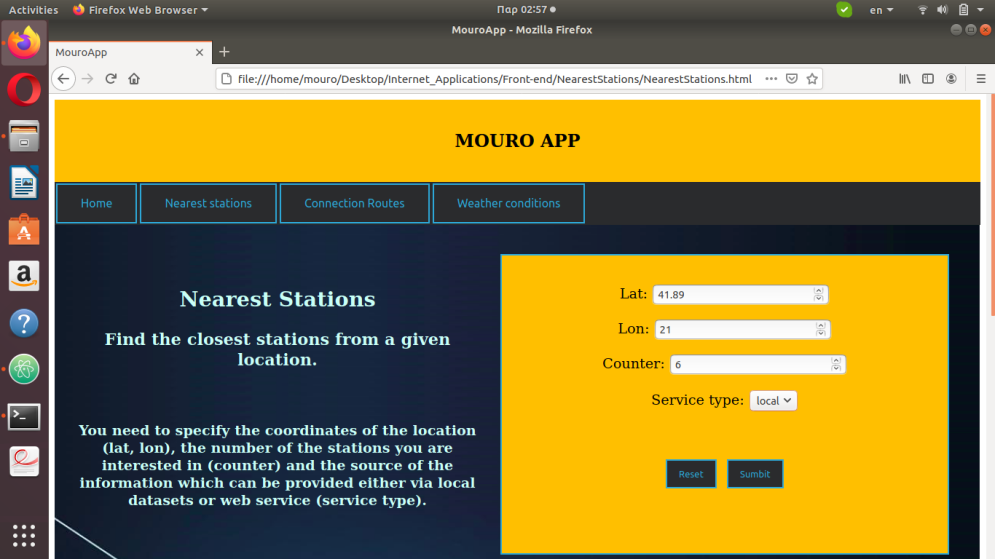 Activities Firefox Web Browser Παρ 02:57 en
MouroApp - Mozilla Firefox
MouroApp
file:///home/mouro/Desktop/Internet_Applications/Front-end/NearestStations/NearestStations.html
MOURO APP
Home Nearest stations Connection Routes Weather conditions
Nearest Stations
Find the closest stations from a given
location.
You need to specify the coordinates of the location
(lat, lon), the number of the stations you are
interested in (counter) and the source of the
information which can be provided either via local
datasets or web service (service type).
Lat: 41.89
Lon: 21
Counter: 6
Service type: local
Reset Sumbit